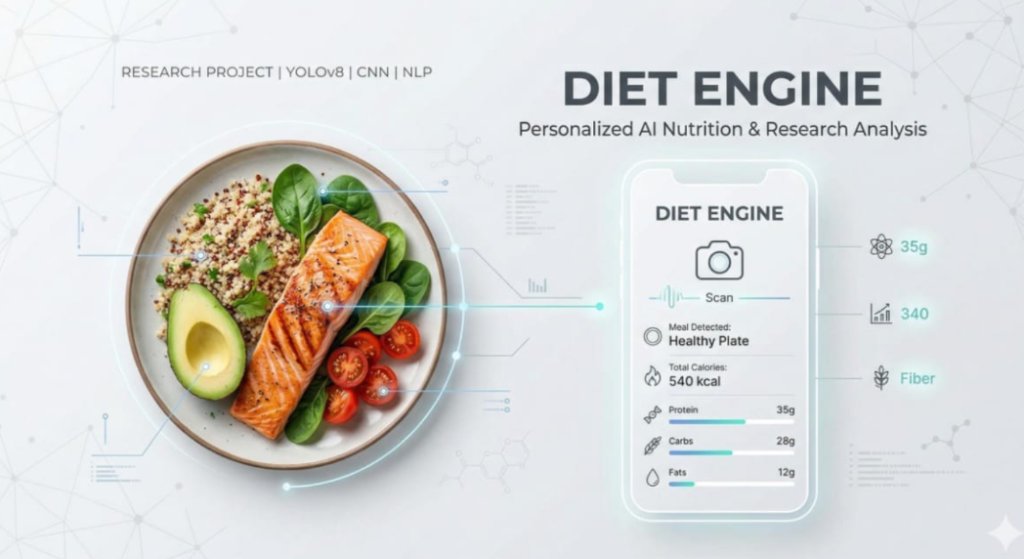 RESEARCH PROJECT | YOLOv8 | CNN | NLP
DIET ENGINE
Personalized AI Nutrition & Research Analysis
DIET ENGINE
Scan
Meal Detected:
Healthy Plate
Total Calories:
540 kcal
Protein 35g
Carbs 28g
Fats 12g
35g
340
Fiber